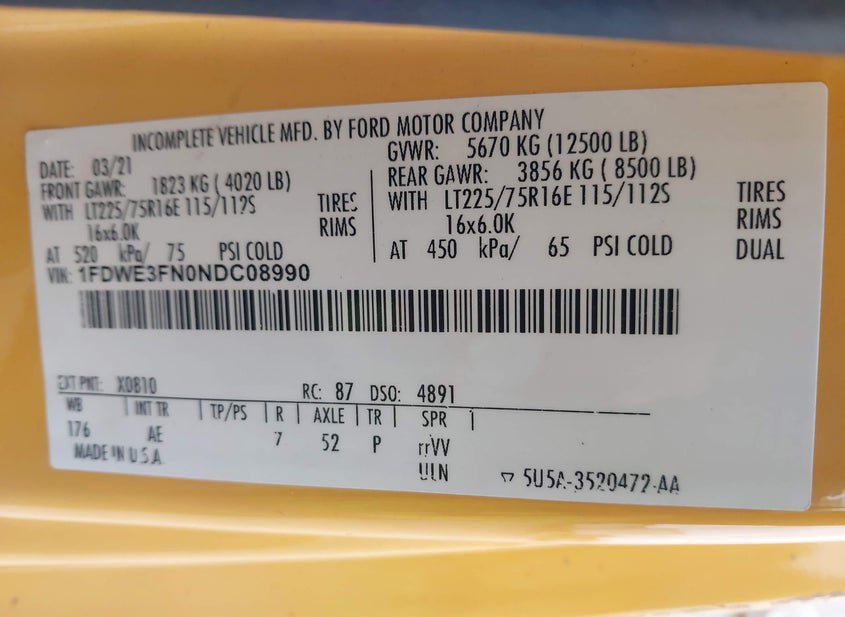 INCOMPLETE VEHICLE MFD. BY FORD MOTOR COMPANY
DATE: 03/21
GVWR: 5670 KG (12500 LB)
FRONT GAWR: 1823 KG ( 4020 LB)
REAR GAWR: 3856 KG ( 8500 LB)
WITH LT225/75R16E 115/112S TIRES
WITH LT225/75R16E 115/112S TIRES
16x6.0K RIMS
16x6.0K RIMS
AT 520 kPa/ 75 PSI COLD
AT 450 kPa/ 65 PSI COLD DUAL
VIN: 1FDWE3FN0NDC08990
EXT PNT: X0810 RC: 87 DSO: 4891
WB | INT TR | TP/PS | R | AXLE | TR | SPR |
176 AE 7 52 P rrVV
MADE IN U.S.A. ULN
▽ 5U5A-3520472-AA